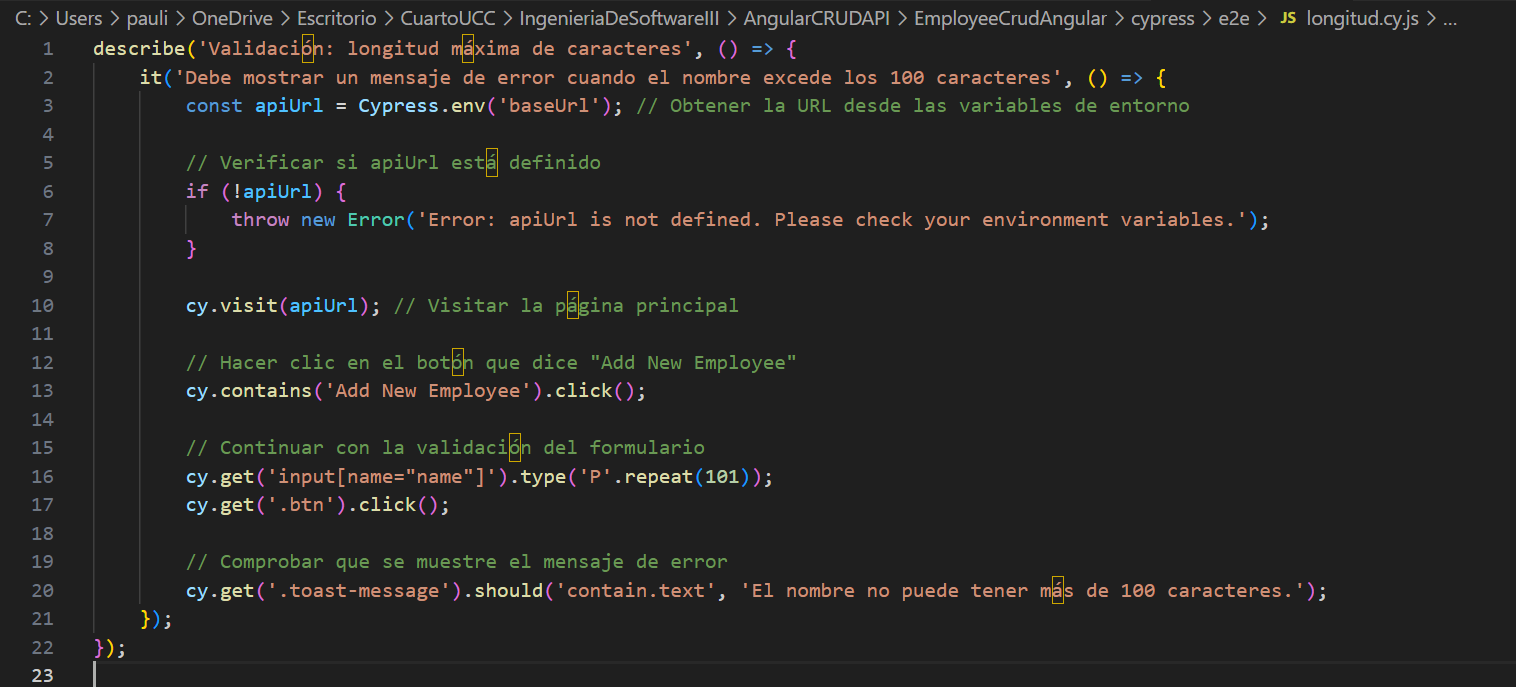 C: > Users > pauli > OneDrive > Escritorio > CuartoUCC > IngenieriaDeSoftwareIII > AngularCRUDAPI > EmployeeCrudAngular > cypress > e2e > JS longitud.cy.js > ...
1 describe('Validación: longitud máxima de caracteres', () => {
2     it('Debe mostrar un mensaje de error cuando el nombre excede los 100 caracteres', () => {
3         const apiUrl = Cypress.env('baseUrl'); // Obtener la URL desde las variables de entorno
4
5         // Verificar si apiUrl está definido
6         if (!apiUrl) {
7             throw new Error('Error: apiUrl is not defined. Please check your environment variables.');
8         }
9
10         cy.visit(apiUrl); // Visitar la página principal
11
12         // Hacer clic en el botón que dice "Add New Employee"
13         cy.contains('Add New Employee').click();
14
15         // Continuar con la validación del formulario
16         cy.get('input[name="name"]').type('P'.repeat(101));
17         cy.get('.btn').click();
18
19         // Comprobar que se muestre el mensaje de error
20         cy.get('.toast-message').should('contain.text', 'El nombre no puede tener más de 100 caracteres.');
21     });
22 });
23